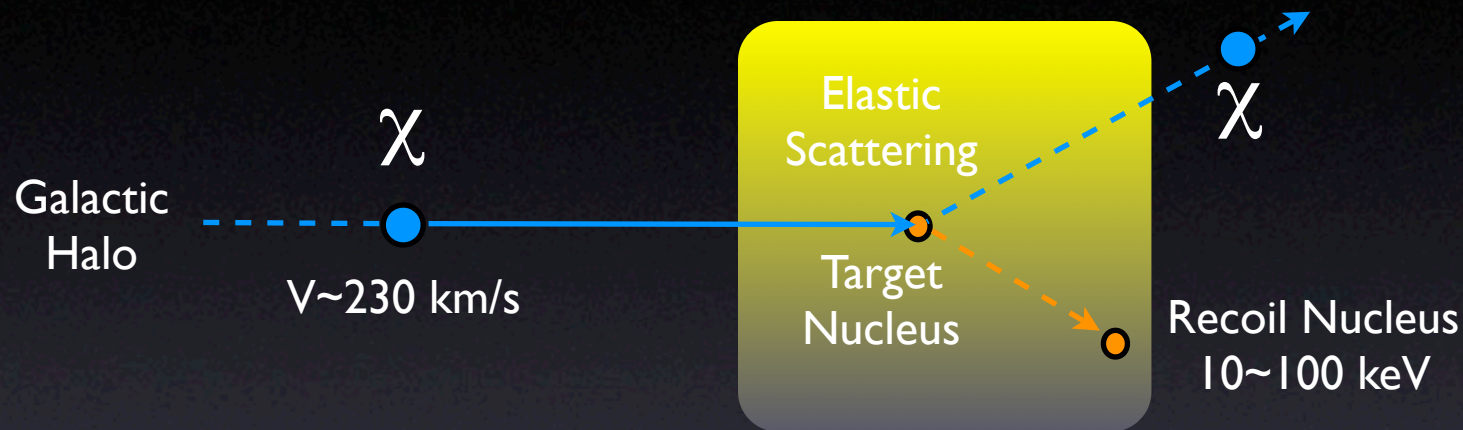 χ
Galactic
Halo
V~230 km/s
Elastic
Scattering
Target
Nucleus
χ
Recoil Nucleus
10~100 keV